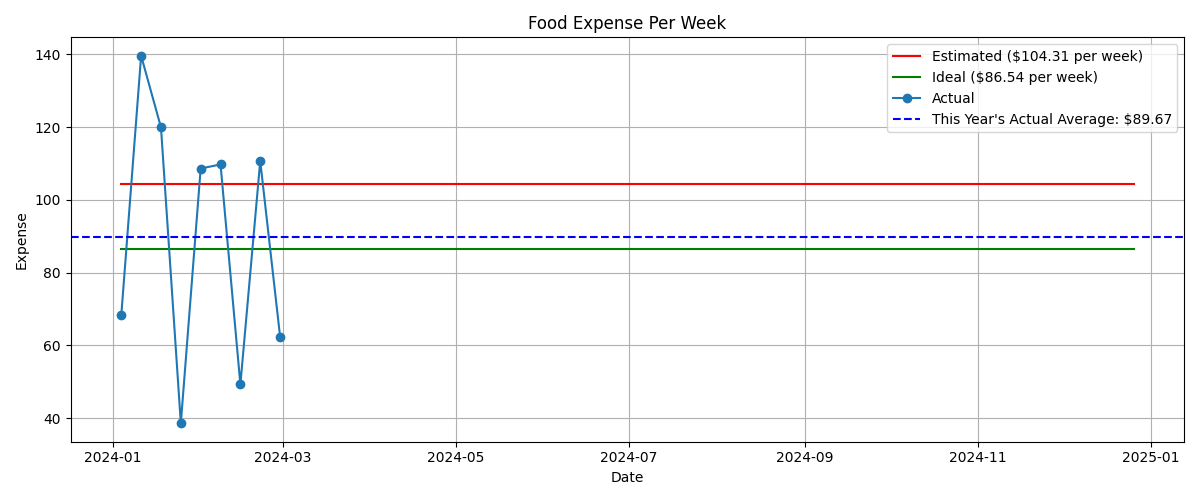 Food Expense Per Week
Estimated ($104.31 per week)
Ideal ($86.54 per week)
Actual
This Year's Actual Average: $89.67
Expense
140
120
100
80
60
40
2024-01
2024-03
2024-05
2024-07
2024-09
2024-11
2025-01
Date